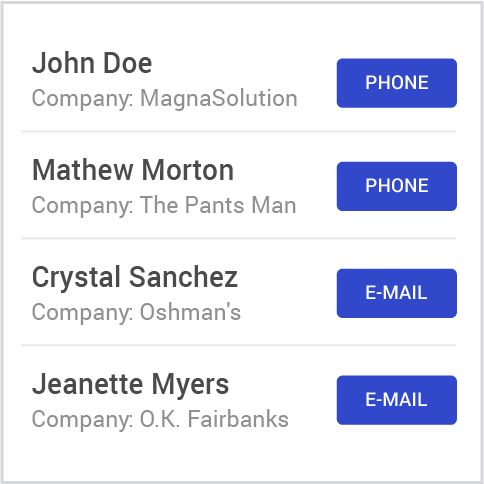 John Doe
Company: MagnaSolution
PHONE
Mathew Morton
Company: The Pants Man
PHONE
Crystal Sanchez
Company: Oshman's
E-MAIL
Jeanette Myers
Company: O.K. Fairbanks
E-MAIL